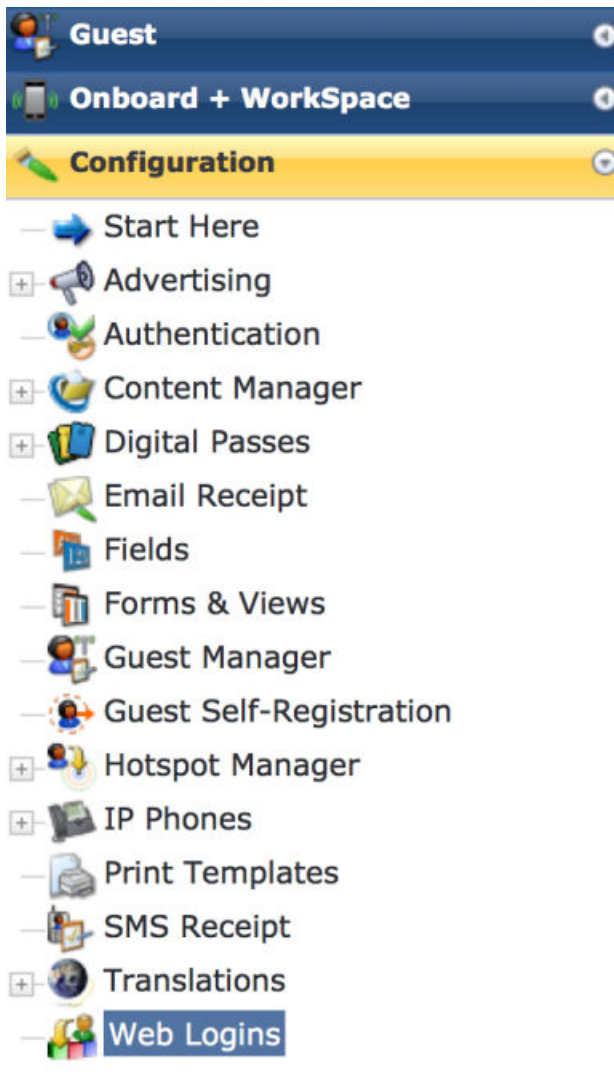 Guest
Onboard + WorkSpace
Configuration
Start Here
Advertising
Authentication
Content Manager
Digital Passes
Email Receipt
Fields
Forms & Views
Guest Manager
Guest Self-Registration
Hotspot Manager
IP Phones
Print Templates
SMS Receipt
Translations
Web Logins